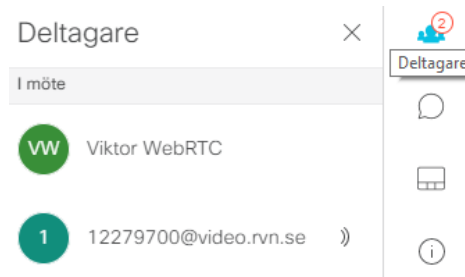 Deltagare
2
Deltagare
I möte
VW
Viktor WebRTC
1
12279700@video.rvn.se